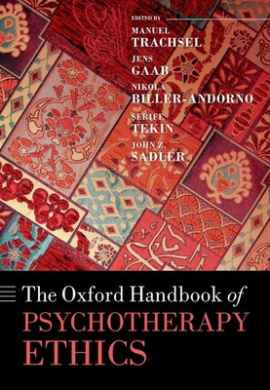 EDITED BY
MANUEL
TRACHSEL
JENS
GAAB
NIKOLA
BILLER-ANDORNO
ŞERIFE
TEKIN
JOHN Z.
SADLER
The Oxford Handbook of
PSYCHOTHERAPY
ETHICS